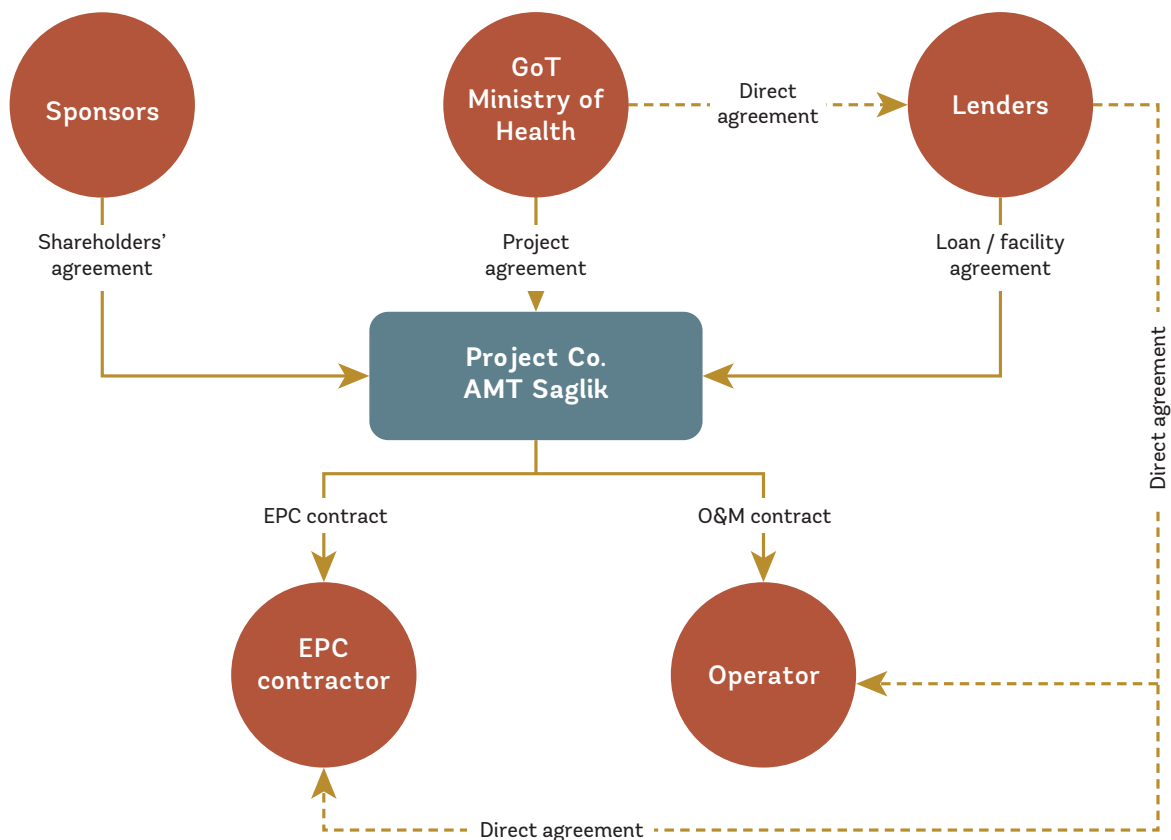 Sponsors
GoT
Ministry of
Health
Direct
agreement
Lenders
Shareholders’
agreement
Project
agreement
Loan / facility
agreement
Project Co.
AMT Saglik
Direct agreement
EPC contract
O&M contract
EPC
contractor
Operator
Direct agreement